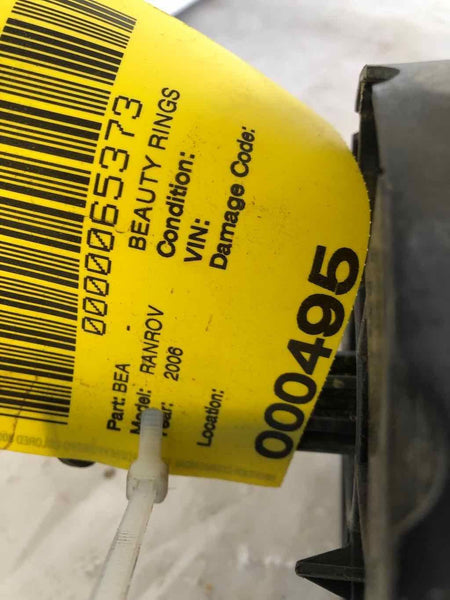 0000065373
Part: BEA - BEAUTY RINGS
Model: RANROV Condition:
Year: 2006 VIN:
Damage Code:
Location:
000495